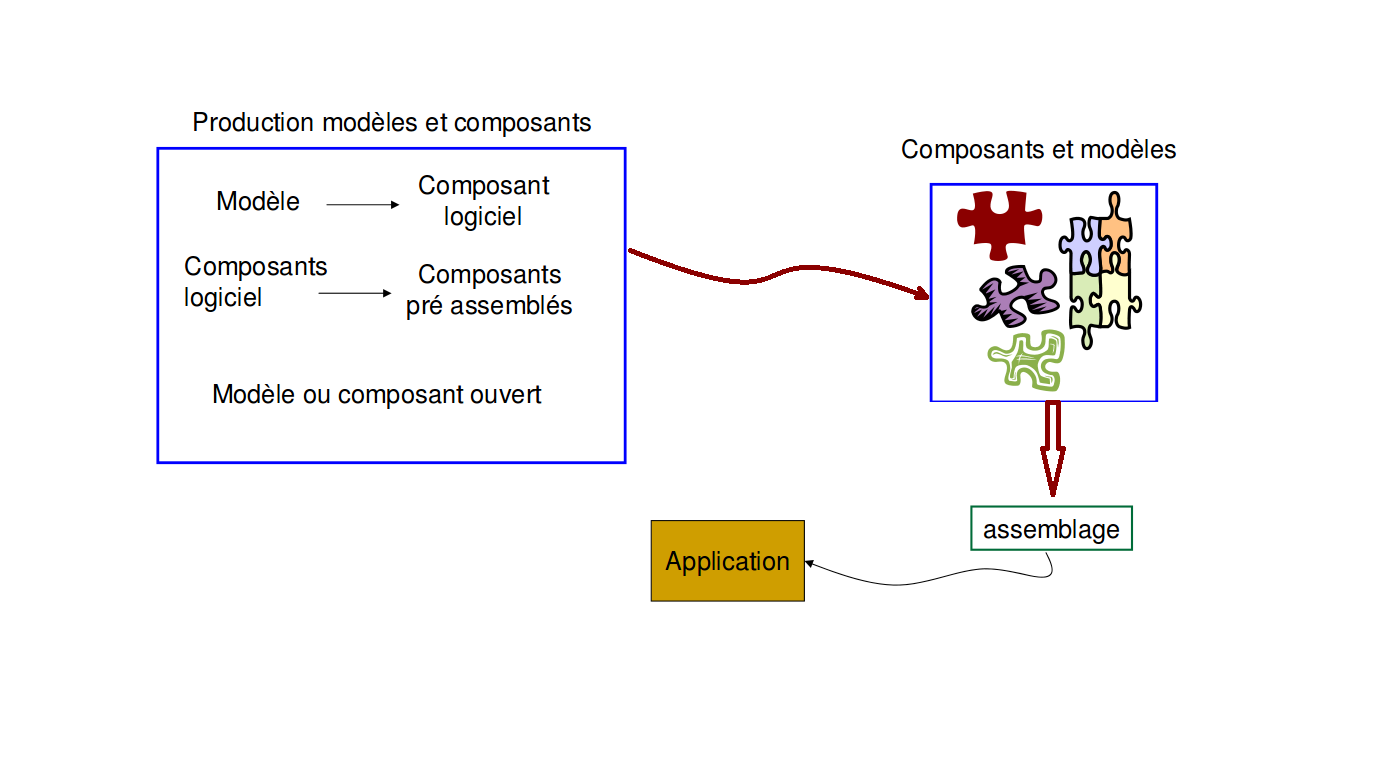 Production modèles et composants
Modèle
Composant
logiciel
Composants
logiciel
Composants
pré assemblés
Modèle ou composant ouvert
Composants et modèles
assemblage
Application